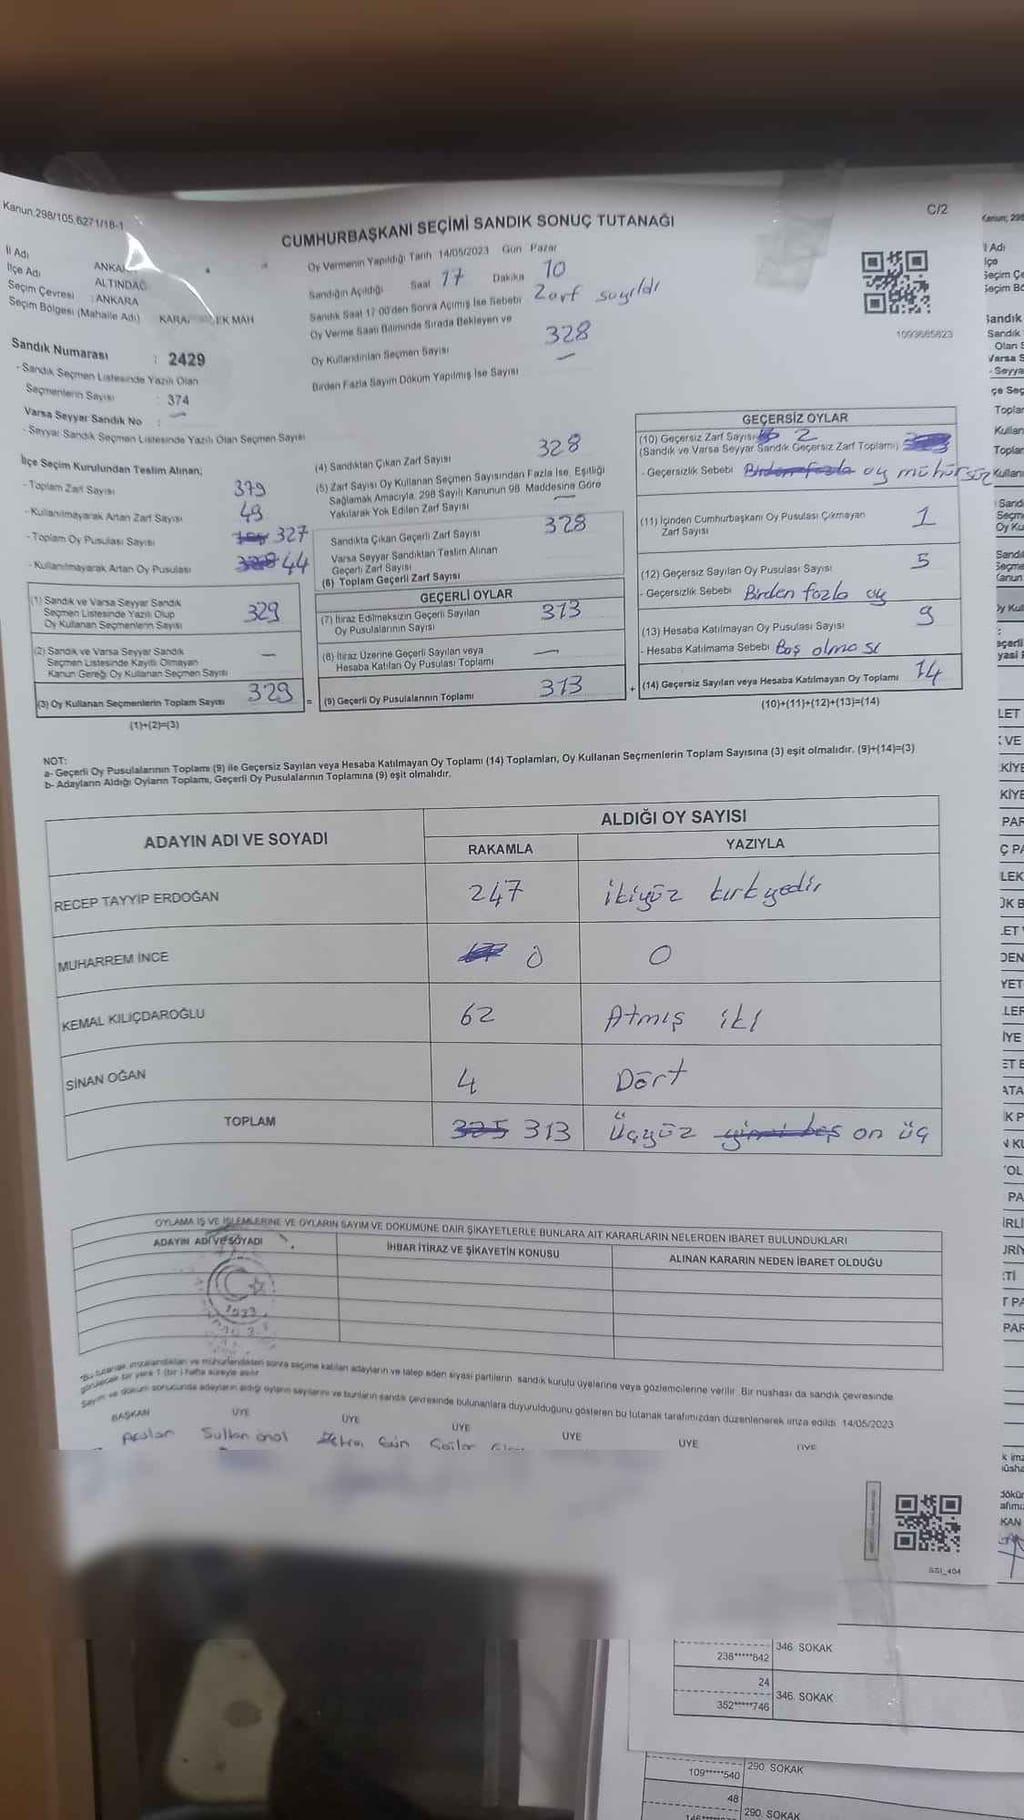 Kanun;298/105,6271/18-1
C/2
CUMHURBAŞKANI SEÇİMİ SANDIK SONUÇ TUTANAĞI
İl Adı
İlçe Adı ALTINDAĞ
Seçim Çevresi : ANKARA
Seçim Bölgesi (Mahalle Adı)
Sandık Numarası : 2429
- Sandık Seçmen Listesinde Yazılı Olan
Seçmenlerin Sayısı : 374
Varsa Seyyar Sandık No : —
- Seyyar Sandık Seçmen Listesinde Yazılı Olan Seçmen Sayısı
Oy Vermenin Yapıldığı Tarih 14/05/2023 Gün Pazar
Sandığın Açıldığı Saat 17 Dakika 10
Sandık Saat 17:00'den Sonra Açılmış İse Sebebi Zarf sayıldı
Oy Verme Saati Bitiminde Sırada Bekleyen ve
Oy Kullandırılan Seçmen Sayısı 328
Birden Fazla Sayım Döküm Yapılmış İse Sayısı —
1093685823
İlçe Seçim Kurulundan Teslim Alınan;
- Toplam Zarf Sayısı 379
- Kullanılmayarak Artan Zarf Sayısı 49
- Toplam Oy Pusulası Sayısı 327
- Kullanılmayarak Artan Oy Pusulası 44
(1) Sandık ve Varsa Seyyar Sandık
Seçmen Listesinde Yazılı Olup
Oy Kullanan Seçmenlerin Sayısı 329
(2) Sandık ve Varsa Seyyar Sandık
Seçmen Listesinde Kayıtlı Olmayan
Kanun Gereği Oy Kullanan Seçmen Sayısı —
(3) Oy Kullanan Seçmenlerin Toplam Sayısı 329
(1)+(2)=(3)
(4) Sandıktan Çıkan Zarf Sayısı 328
(5) Zarf Sayısı Oy Kullanan Seçmen Sayısından Fazla İse, Eşitliği
Sağlamak Amacıyla, 298 Sayılı Kanunun 98. Maddesine Göre
Yakılarak Yok Edilen Zarf Sayısı —
Sandıkta Çıkan Geçerli Zarf Sayısı 328
Varsa Seyyar Sandıktan Teslim Alınan
Geçerli Zarf Sayısı
(6) Toplam Geçerli Zarf Sayısı
GEÇERLİ OYLAR
(7) İtiraz Edilmeksizin Geçerli Sayılan
Oy Pusulalarının Sayısı 313
(8) İtiraz Üzerine Geçerli Sayılan veya
Hesaba Katılan Oy Pusulası Toplamı —
= (9) Geçerli Oy Pusulalarının Toplamı 313
GEÇERSİZ OYLAR
(10) Geçersiz Zarf Sayısı 2
(Sandık ve Varsa Seyyar Sandık Geçersiz Zarf Toplamı)
- Geçersizlik Sebebi Birden fazla oy mühürsüz
(11) İçinden Cumhurbaşkanı Oy Pusulası Çıkmayan
Zarf Sayısı 1
(12) Geçersiz Sayılan Oy Pusulası Sayısı 5
- Geçersizlik Sebebi Birden fazla oy
(13) Hesaba Katılmayan Oy Pusulası Sayısı 9
- Hesaba Katılmama Sebebi Boş olması
+ (14) Geçersiz Sayılan veya Hesaba Katılmayan Oy Toplamı 14
(10)+(11)+(12)+(13)=(14)
NOT:
a- Geçerli Oy Pusulalarının Toplamı (9) ile Geçersiz Sayılan veya Hesaba Katılmayan Oy Toplamı (14) Toplamları, Oy Kullanan Seçmenlerin Toplam Sayısına (3) eşit olmalıdır. (9)+(14)=(3)
b- Adayların Aldığı Oyların Toplamı, Geçerli Oy Pusulalarının Toplamına (9) eşit olmalıdır.
ADAYIN ADI VE SOYADI
ALDIĞI OY SAYISI
RAKAMLA YAZIYLA
RECEP TAYYİP ERDOĞAN 247 ikiyüz kırkyedir
MUHARREM İNCE 0 0
KEMAL KILIÇDAROĞLU 62 Atmış iki
SİNAN OĞAN 4 Dört
TOPLAM 325 313 Üçyüz yirmi beş on üç
OYLAMA İŞ VE İŞLEMLERİNE VE OYLARIN SAYIM VE DÖKÜMÜNE DAİR ŞİKAYETLERLE BUNLARA AİT KARARLARIN NELERDEN İBARET BULUNDUKLARI
ADAYIN ADI VE SOYADI
İHBAR İTİRAZ VE ŞİKAYETİN KONUSU
ALINAN KARARIN NEDEN İBARET OLDUĞU
1923
*Bu tutanak imzalandıktan ve mühürlendikten sonra seçime katılan adayların ve talep eden siyasi partilerin sandık kurulu üyelerine veya gözlemcilerine verilir. Bir nüshası da sandık çevresinde
görülecek bir yere 1 (bir) hafta süreyle asılır.
Sayım ve döküm sonucunda adayların aldığı oyların sayılarını ve bunların sandık çevresinde bulunanlara duyurulduğunu gösteren bu tutanak tarafımızdan düzenlenerek imza edildi. 14/05/2023
BAŞKAN ÜYE ÜYE ÜYE ÜYE ÜYE ÜYE
Sultan
SSI_404
346. SOKAK
238*****642
24
346. SOKAK
352*****746
290. SOKAK
109*****540
48
290. SOKAK